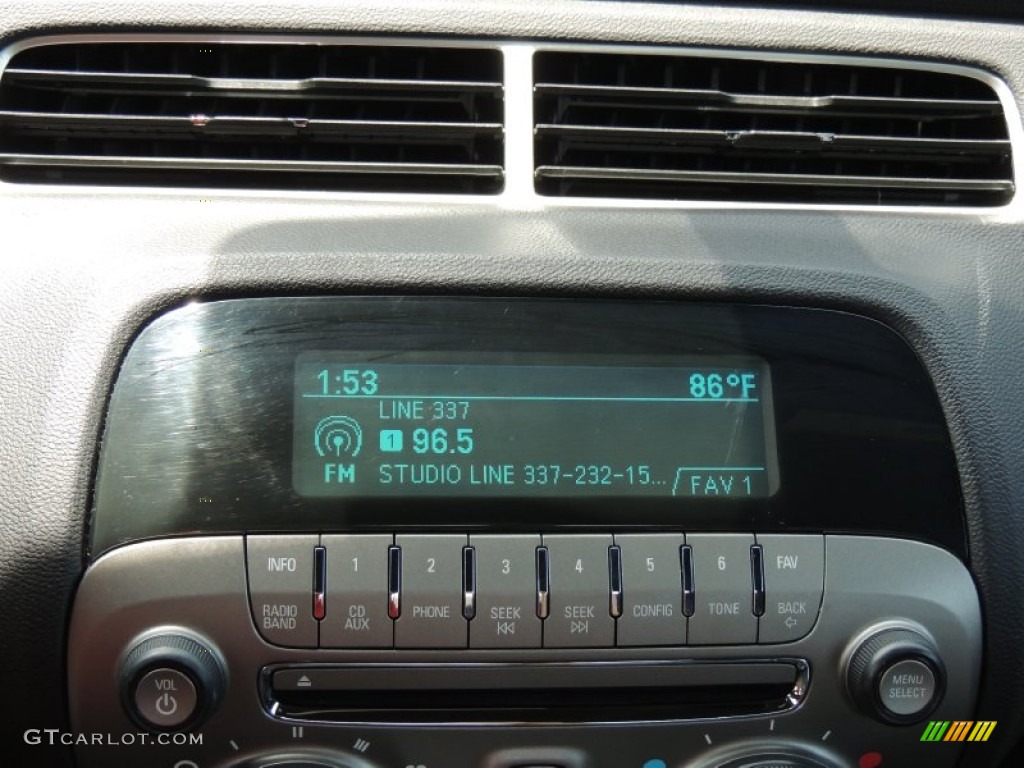 1:53 86°F
LINE 337
1 96.5
FM STUDIO LINE 337-232-15... FAV 1
INFO 1 2 3 4 5 6 FAV
RADIO BAND CD AUX PHONE SEEK SEEK CONFIG TONE BACK
VOL
MENU SELECT
GTCARLOT.COM